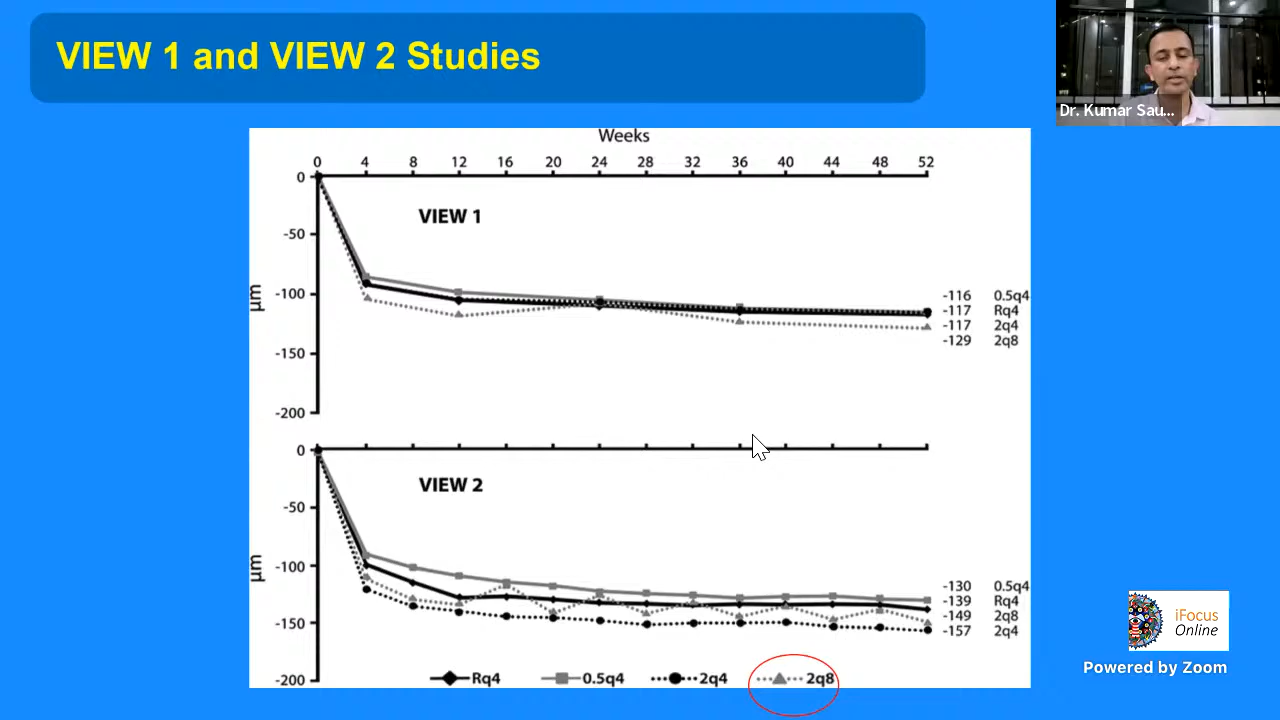 VIEW 1 and VIEW 2 Studies
Dr. Kumar Sau...
Weeks
0 4 8 12 16 20 24 28 32 36 40 44 48 52
0
-50
-100
-150
-200
µm
VIEW 1
-116 0.5q4
-117 Rq4
-117 2q4
-129 2q8
0
-50
-100
-150
-200
µm
VIEW 2
-130 0.5q4
-139 Rq4
-149 2q8
-157 2q4
Rq4 0.5q4 2q4 2q8
iFocus
Online
Powered by Zoom